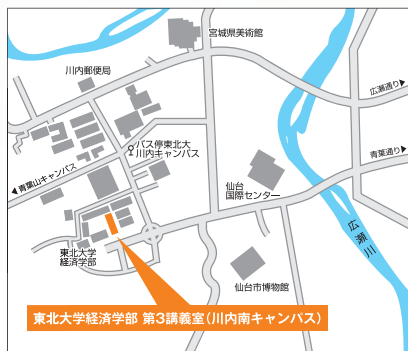 宮城県美術館
川内郵便局
広瀬通り
バス停東北大
川内キャンパス
青葉通り
青葉山キャンパス
仙台
国際センター
広瀬川
東北大学
経済学部
仙台市博物館
東北大学経済学部 第3講義室(川内南キャンパス)